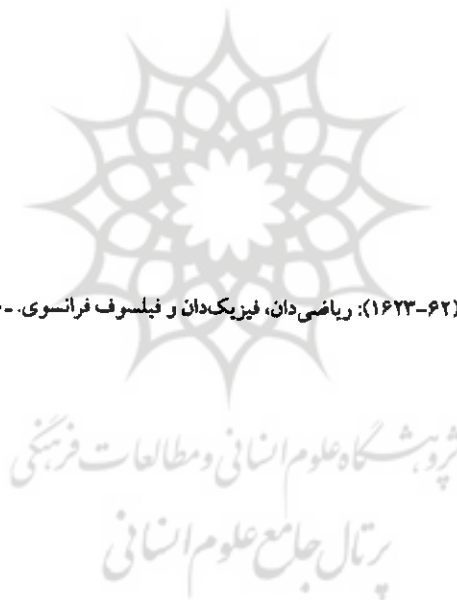 (۱۶۲۳-۶۲): ریاضی‌دان، فیزیک‌دان و فیلسوف فرانسوی. -
پژوهشگاه علوم انسانی و مطالعات فرهنگی
پرتال جامع علوم انسانی